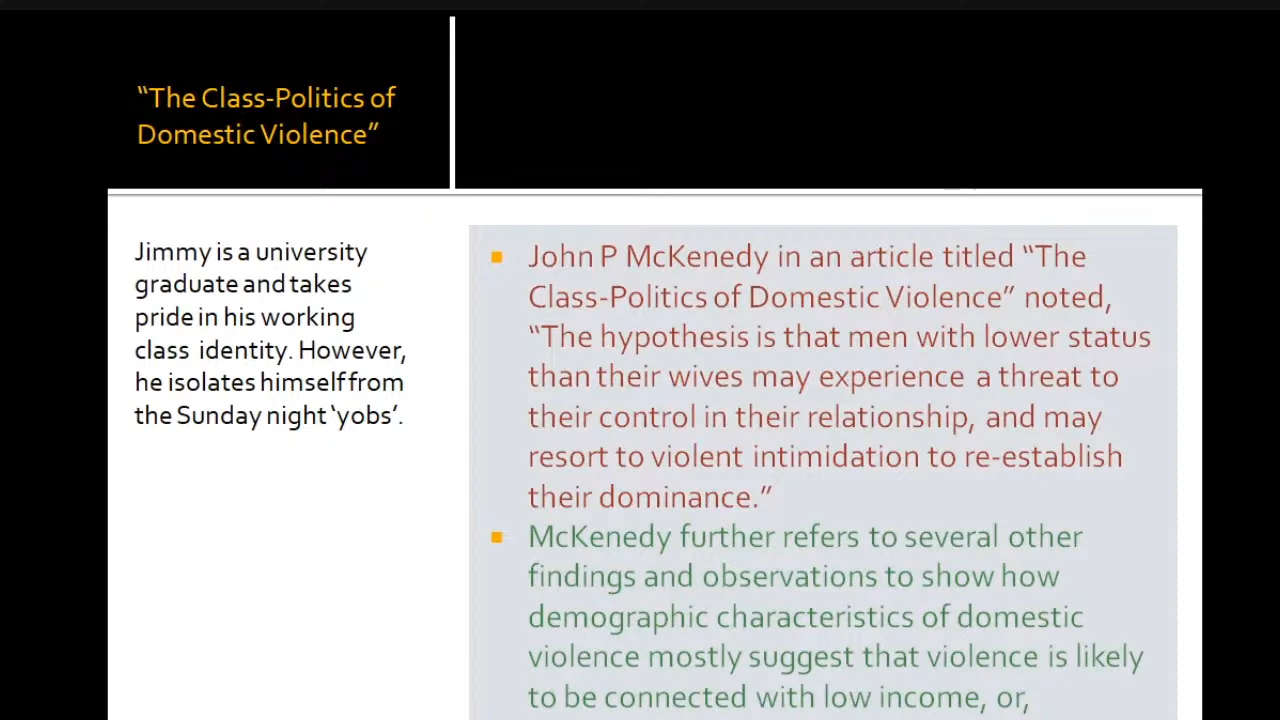 “The Class-Politics of
Domestic Violence”
Jimmy is a university
graduate and takes
pride in his working
class identity. However,
he isolates himself from
the Sunday night ‘yobs’.
John P McKenedy in an article titled “The
Class-Politics of Domestic Violence” noted,
“The hypothesis is that men with lower status
than their wives may experience a threat to
their control in their relationship, and may
resort to violent intimidation to re-establish
their dominance.”
McKenedy further refers to several other
findings and observations to show how
demographic characteristics of domestic
violence mostly suggest that violence is likely
to be connected with low income, or,